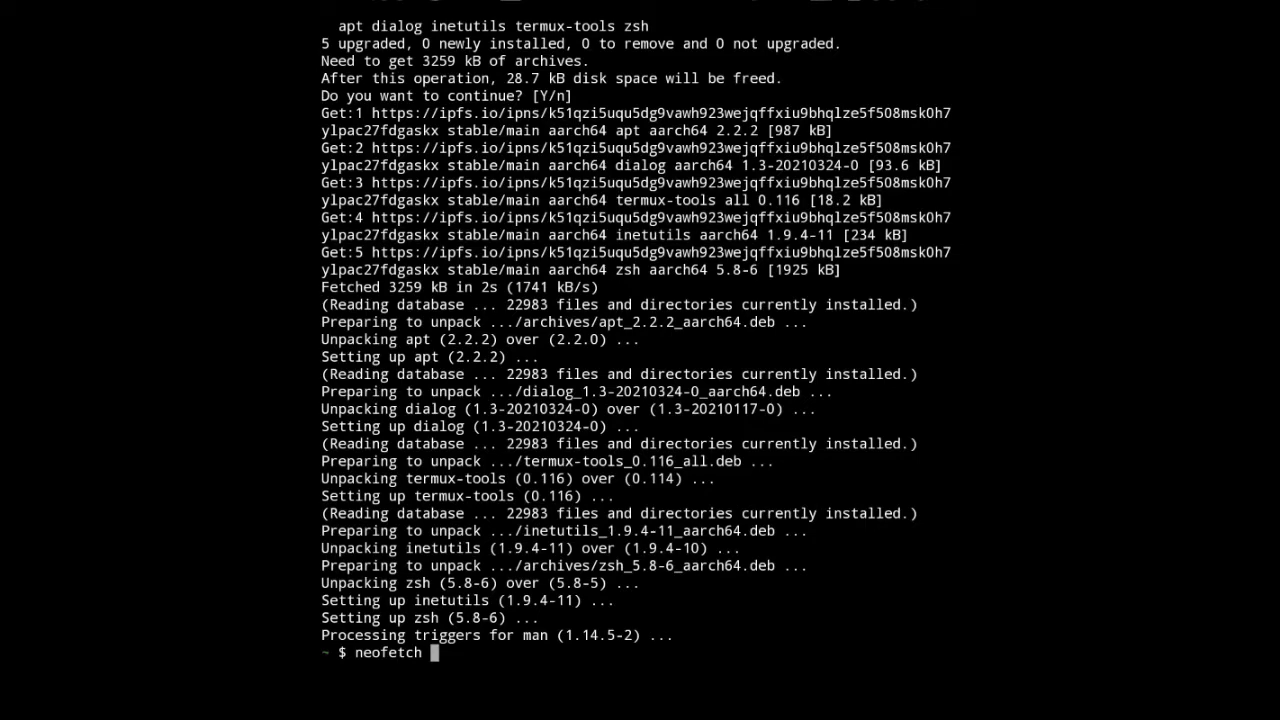 apt dialog inetutils termux-tools zsh
5 upgraded, 0 newly installed, 0 to remove and 0 not upgraded.
Need to get 3259 kB of archives.
After this operation, 28.7 kB disk space will be freed.
Do you want to continue? [Y/n]
Get:1 https://ipfs.io/ipns/k51qzi5uqu5dg9vawh923wejqffxiu9bhqlze5f508msk0h7
ylpac27fdgaskx stable/main aarch64 apt aarch64 2.2.2 [987 kB]
Get:2 https://ipfs.io/ipns/k51qzi5uqu5dg9vawh923wejqffxiu9bhqlze5f508msk0h7
ylpac27fdgaskx stable/main aarch64 dialog aarch64 1.3-20210324-0 [93.6 kB]
Get:3 https://ipfs.io/ipns/k51qzi5uqu5dg9vawh923wejqffxiu9bhqlze5f508msk0h7
ylpac27fdgaskx stable/main aarch64 termux-tools all 0.116 [18.2 kB]
Get:4 https://ipfs.io/ipns/k51qzi5uqu5dg9vawh923wejqffxiu9bhqlze5f508msk0h7
ylpac27fdgaskx stable/main aarch64 inetutils aarch64 1.9.4-11 [234 kB]
Get:5 https://ipfs.io/ipns/k51qzi5uqu5dg9vawh923wejqffxiu9bhqlze5f508msk0h7
ylpac27fdgaskx stable/main aarch64 zsh aarch64 5.8-6 [1925 kB]
Fetched 3259 kB in 2s (1741 kB/s)
(Reading database ... 22983 files and directories currently installed.)
Preparing to unpack .../archives/apt_2.2.2_aarch64.deb ...
Unpacking apt (2.2.2) over (2.2.0) ...
Setting up apt (2.2.2) ...
(Reading database ... 22983 files and directories currently installed.)
Preparing to unpack .../dialog_1.3-20210324-0_aarch64.deb ...
Unpacking dialog (1.3-20210324-0) over (1.3-20210117-0) ...
Setting up dialog (1.3-20210324-0) ...
(Reading database ... 22983 files and directories currently installed.)
Preparing to unpack .../termux-tools_0.116_all.deb ...
Unpacking termux-tools (0.116) over (0.114) ...
Setting up termux-tools (0.116) ...
(Reading database ... 22983 files and directories currently installed.)
Preparing to unpack .../inetutils_1.9.4-11_aarch64.deb ...
Unpacking inetutils (1.9.4-11) over (1.9.4-10) ...
Preparing to unpack .../archives/zsh_5.8-6_aarch64.deb ...
Unpacking zsh (5.8-6) over (5.8-5) ...
Setting up inetutils (1.9.4-11) ...
Setting up zsh (5.8-6) ...
Processing triggers for man (1.14.5-2) ...
~ $ neofetch